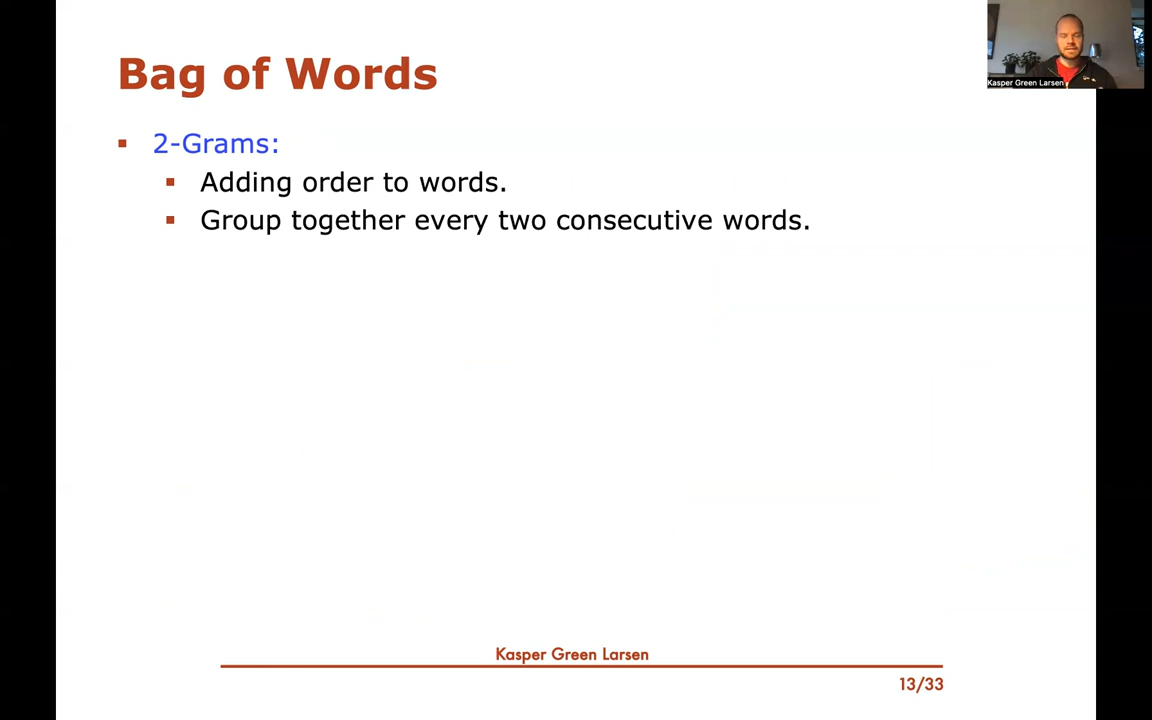 Bag of Words
Kasper Green Larsen
▪ 2-Grams:
▪ Adding order to words.
▪ Group together every two consecutive words.
Kasper Green Larsen
13/33